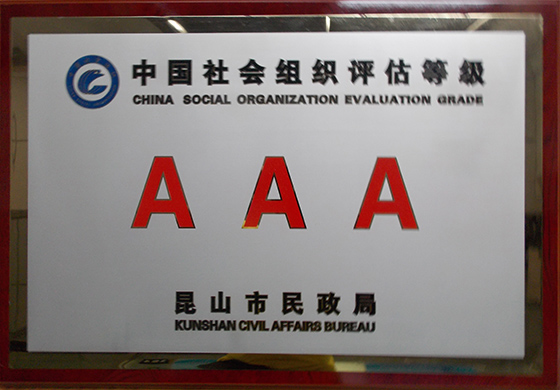 中国社会组织评估等级
CHINA SOCIAL ORGANIZATION EVALUATION GRADE
AAA
昆山市民政局
KUNSHAN CIVIL AFFAIRS BUREAU